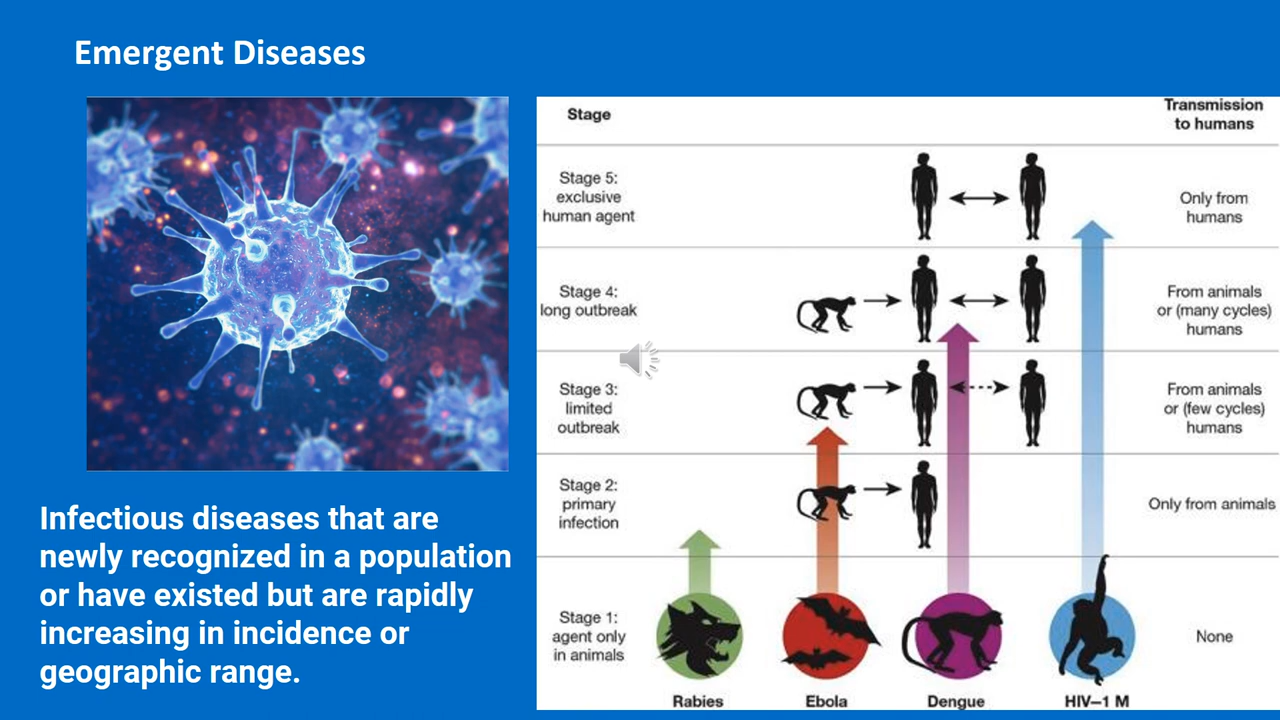 Emergent Diseases
Infectious diseases that are
newly recognized in a population
or have existed but are rapidly
increasing in incidence or
geographic range.
Stage
Transmission
to humans
Stage 5:
exclusive
human agent
Only from
humans
Stage 4:
long outbreak
From animals
or (many cycles)
humans
Stage 3:
limited
outbreak
From animals
or (few cycles)
humans
Stage 2:
primary
infection
Only from animals
Stage 1:
agent only
in animals
None
Rabies
Ebola
Dengue
HIV–1 M